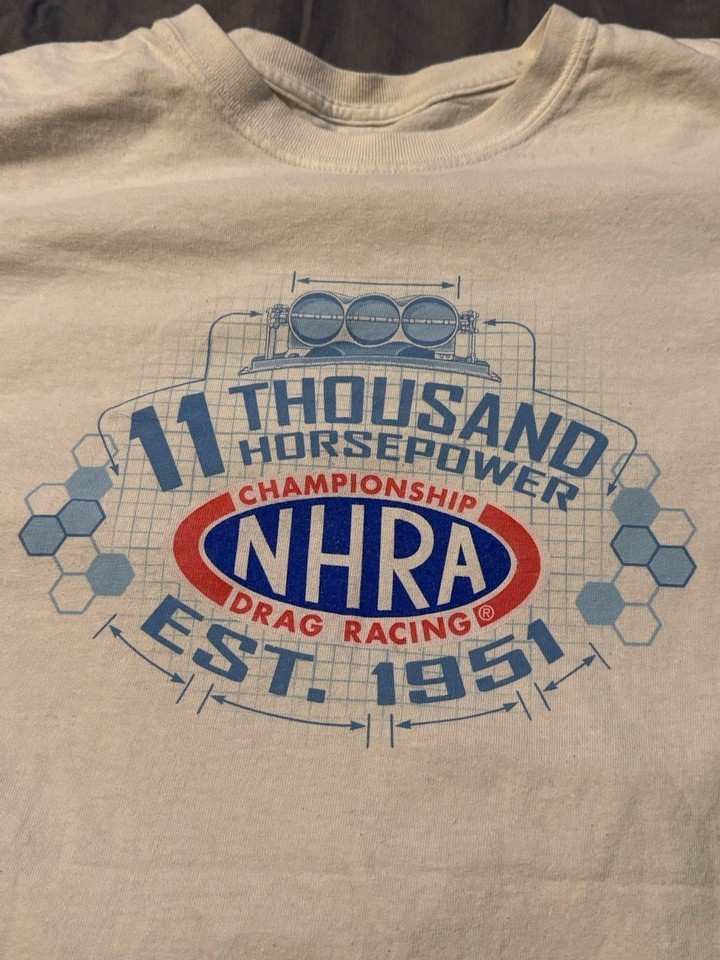 11 THOUSAND
HORSEPOWER
CHAMPIONSHIP
NHRA
DRAG RACING®
EST. 1951